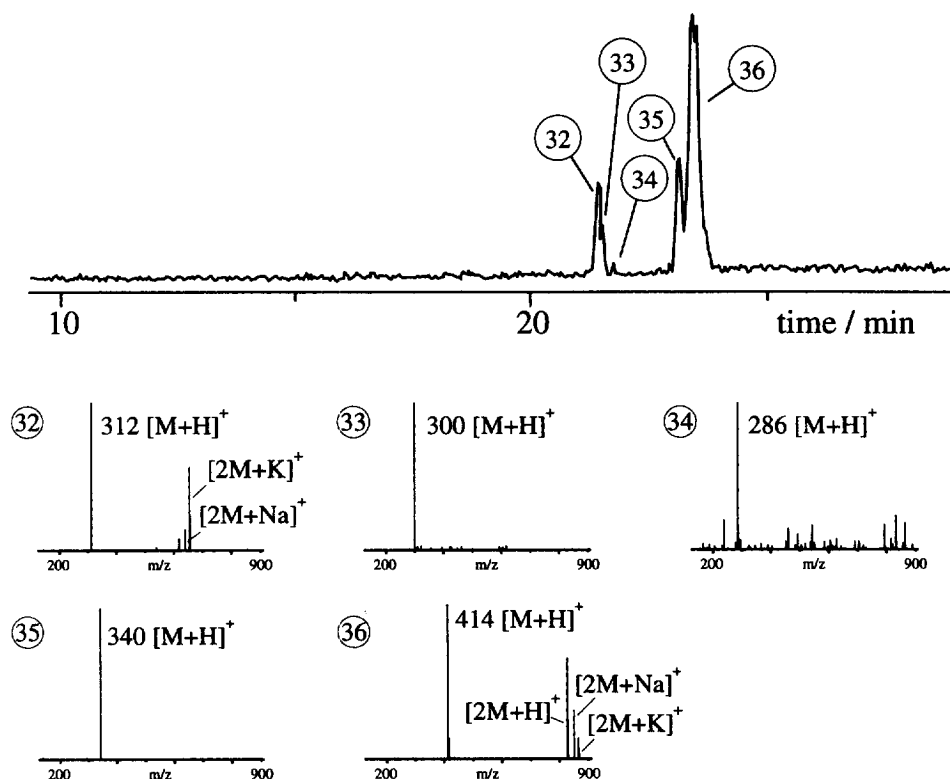 33
36
32
35
34
10
20
time / min
32
312 [M+H]+
[2M+K]+
[2M+Na]+
200
m/z
900
33
300 [M+H]+
200
m/z
900
34
286 [M+H]+
200
m/z
900
35
340 [M+H]+
200
m/z
900
36
414 [M+H]+
[2M+Na]+
[2M+H]+
[2M+K]+
200
m/z
900